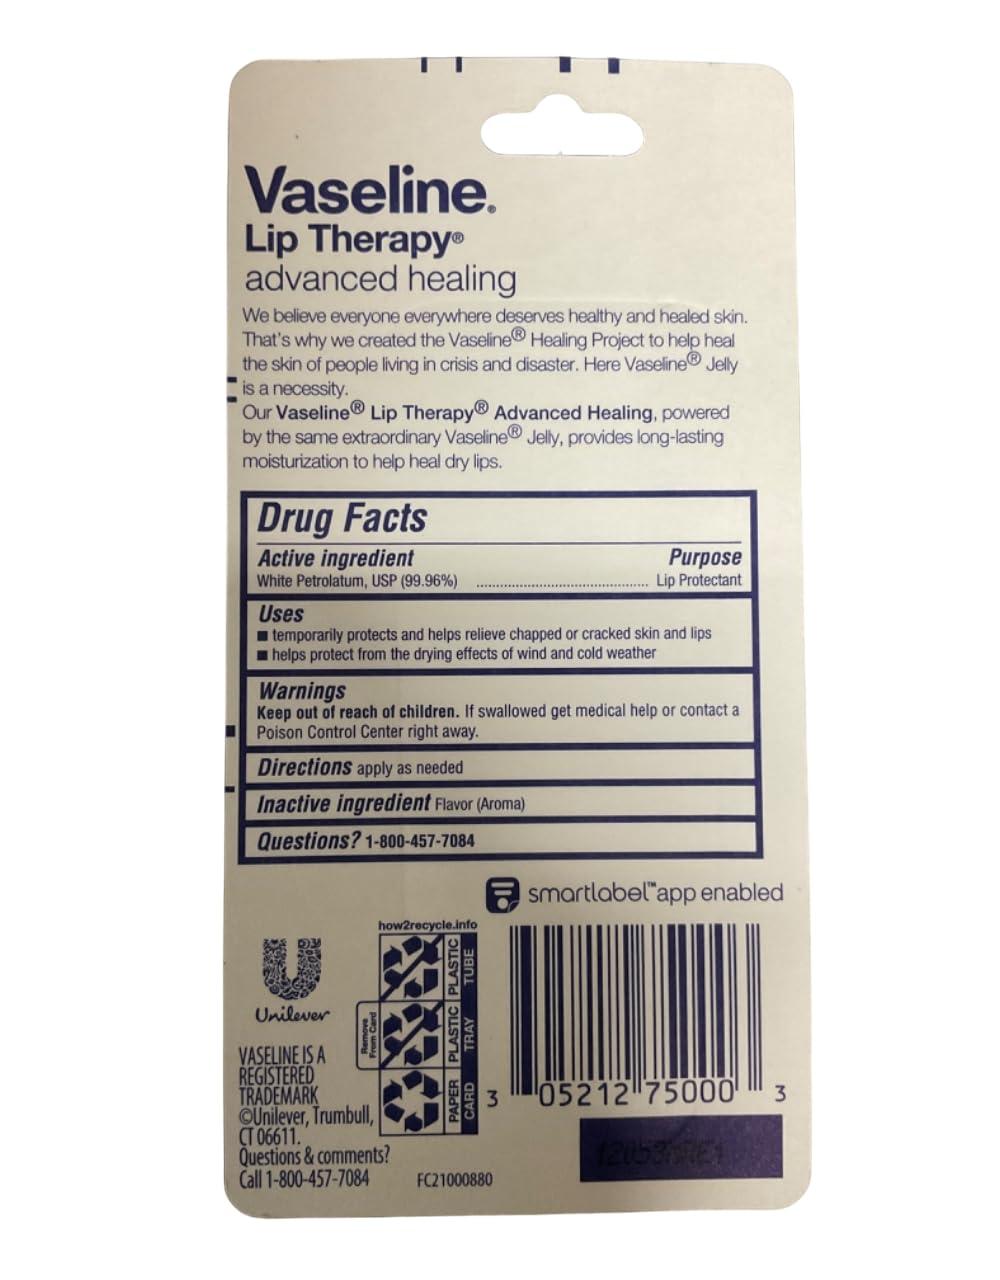 Vaseline®
Lip Therapy®
advanced healing
We believe everyone everywhere deserves healthy and healed skin.
That's why we created the Vaseline® Healing Project to help heal
the skin of people living in crisis and disaster. Here Vaseline® Jelly
is a necessity.
Our Vaseline® Lip Therapy® Advanced Healing, powered
by the same extraordinary Vaseline® Jelly, provides long-lasting
moisturization to help heal dry lips.
Drug Facts
Active ingredient Purpose
White Petrolatum, USP (99.96%) ........................................... Lip Protectant
Uses
■ temporarily protects and helps relieve chapped or cracked skin and lips
■ helps protect from the drying effects of wind and cold weather
Warnings
Keep out of reach of children. If swallowed get medical help or contact a
Poison Control Center right away.
Directions apply as needed
Inactive ingredient Flavor (Aroma)
Questions? 1-800-457-7084
smartlabel™ app enabled
how2recycle.info
PLASTIC
TUBE
Remove
From Card
PLASTIC
TRAY
PAPER
CARD
Unilever
VASELINE IS A
REGISTERED
TRADEMARK
©Unilever, Trumbull,
CT 06611.
Questions & comments?
Call 1-800-457-7084
FC21000880
3 05212 75000 3